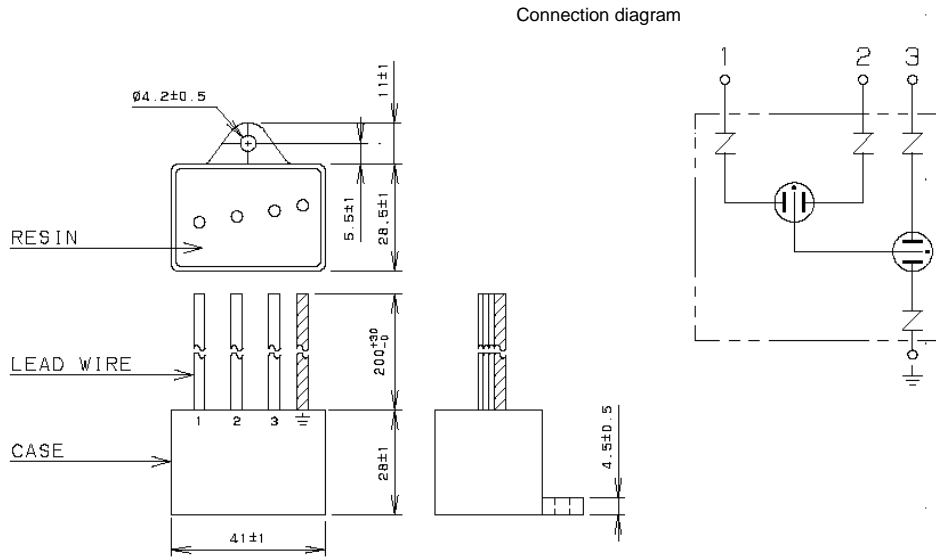 Connection diagram
1 2 3
Ø4.2±0.5
11±1
5.5±1
28.5±1
RESIN
LEAD WIRE
200 +30 -0
1 2 3
CASE
28±1
4.5±0.5
41±1